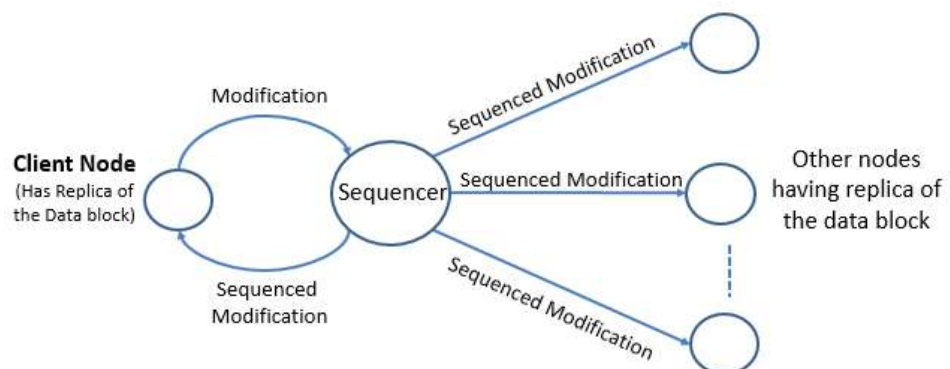 Modification
Client Node
(Has Replica of
the Data block)
Sequencer
Sequenced
Modification
Sequenced Modification
Sequenced Modification
Sequenced Modification
Other nodes
having replica of
the data block